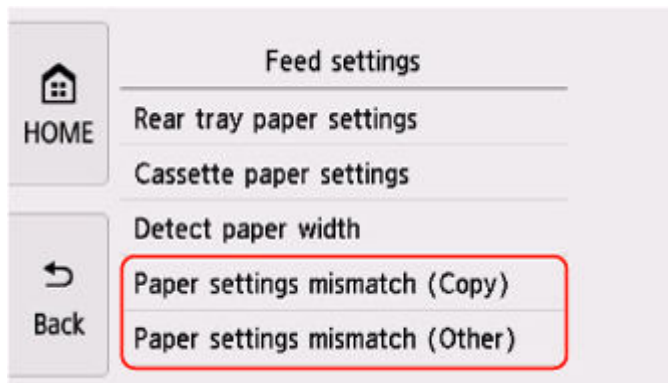 Feed settings
HOME
Rear tray paper settings
Cassette paper settings
Detect paper width
Back
Paper settings mismatch (Copy)
Paper settings mismatch (Other)